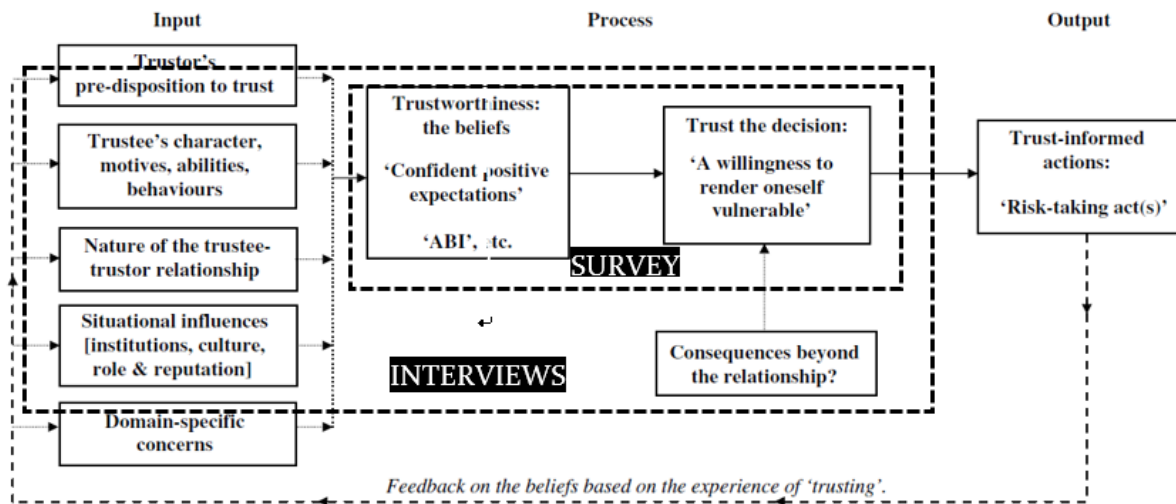 Input
Process
Output
Trustor's
pre-disposition to trust
Trustee's character,
motives, abilities,
behaviours
Nature of the trustee-
trustor relationship
Situational influences
[institutions, culture,
role & reputation]
Domain-specific
concerns
Trustworthiness:
the beliefs
‘Confident positive
expectations’
‘ABI’, etc.
Trust the decision:
‘A willingness to
render oneself
vulnerable’
SURVEY
INTERVIEWS
Consequences beyond
the relationship?
Trust-informed
actions:
‘Risk-taking act(s)’
Feedback on the beliefs based on the experience of ‘trusting’.